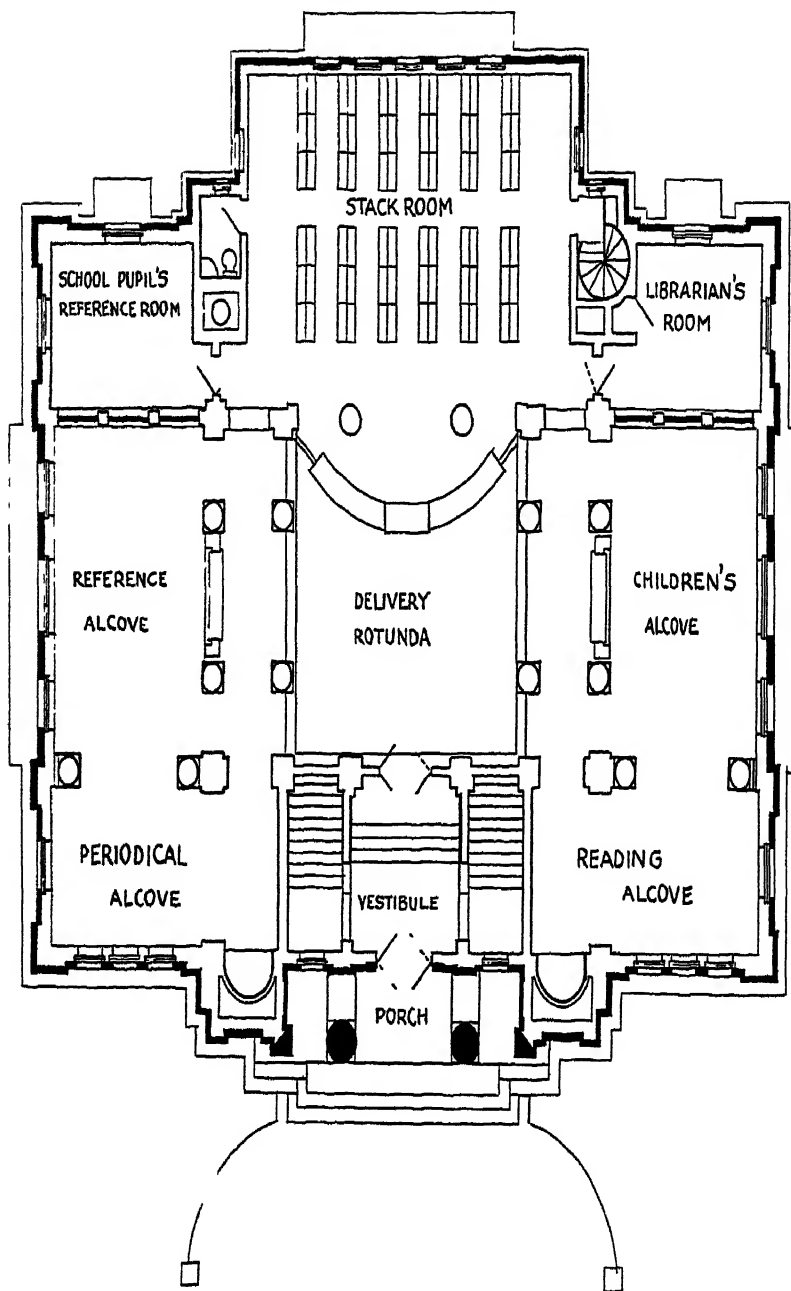 STACK ROOM
SCHOOL PUPIL'S
REFERENCE ROOM
LIBRARIAN'S
ROOM
REFERENCE
ALCOVE
DELIVERY
ROTUNDA
CHILDREN'S
ALCOVE
PERIODICAL
ALCOVE
VESTIBULE
READING
ALCOVE
PORCH